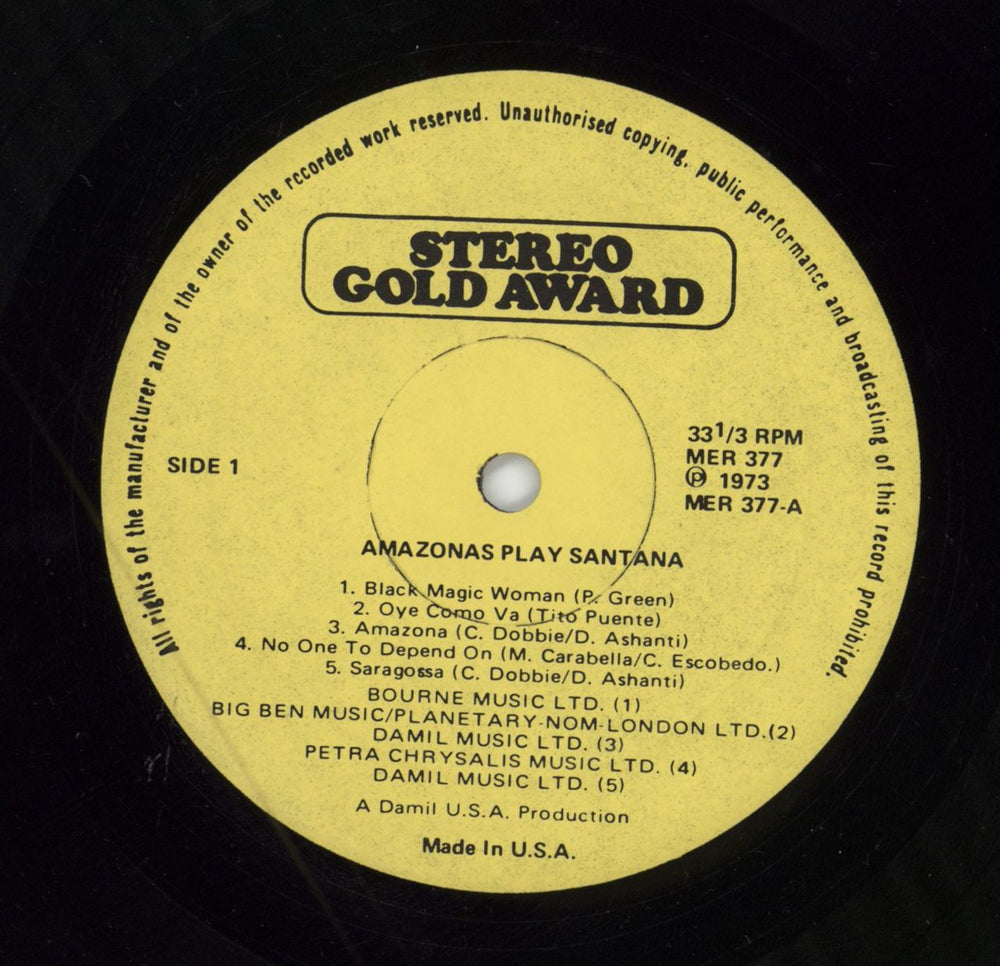 All rights of the manufacturer and of the owner of the rccorded work reserved. Unauthorised copying, public performance and broadcasting of this record prohibited.
STEREO
GOLD AWARD
SIDE 1
33 1/3 RPM
MER 377
℗ 1973
MER 377-A
AMAZONAS PLAY SANTANA
1. Black Magic Woman (P. Green)
2. Oye Como Va (Tito Puente)
3. Amazona (C. Dobbie/D. Ashanti)
4. No One To Depend On (M. Carabella/C. Escobedo.)
5. Saragossa (C. Dobbie/D. Ashanti)
BOURNE MUSIC LTD. (1)
BIG BEN MUSIC/PLANETARY-NOM-LONDON LTD.(2)
DAMIL MUSIC LTD. (3)
PETRA CHRYSALIS MUSIC LTD. (4)
DAMIL MUSIC LTD. (5)
A Damil U.S.A. Production
Made In U.S.A.